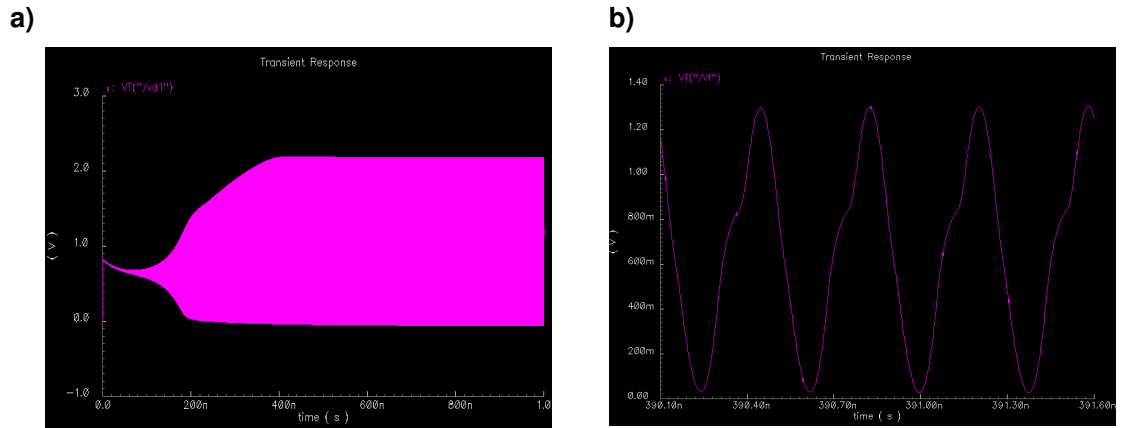 a)
Transient Response
: VT("/vd1")
3.0
2.0
1.0
0.0
-1.0
( V )
0.0
200n
400n
600n
800n
1.0
time ( s )
b)
Transient Response
: VT("/vf")
1.40
1.20
1.00
800m
600m
400m
200m
0.00
( V )
390.10n
390.40n
390.70n
391.00n
391.30n
391.60n
time ( s )